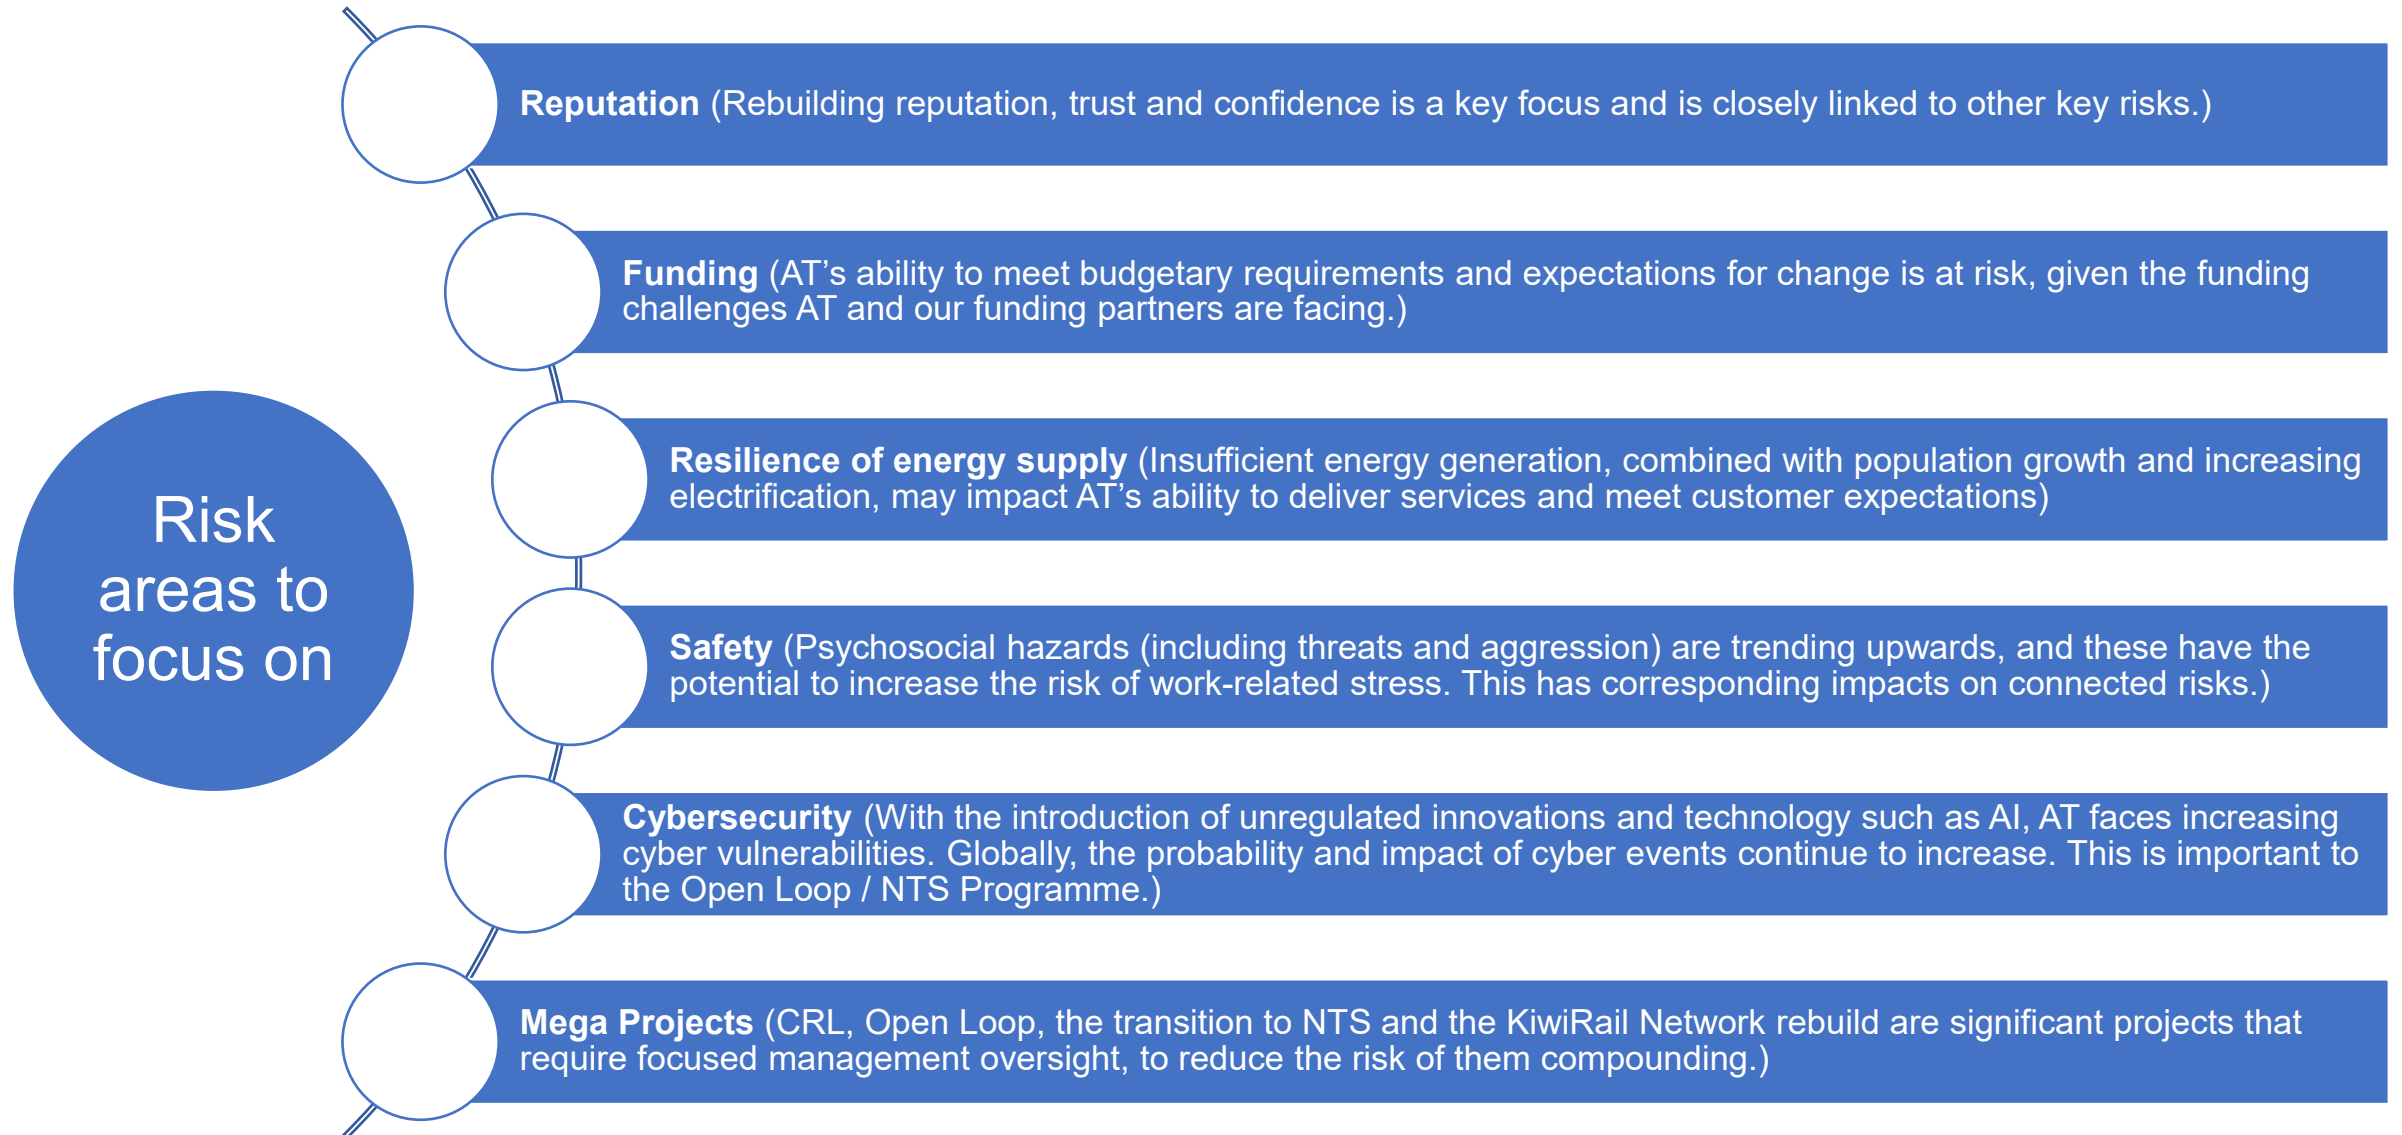 Reputation (Rebuilding reputation, trust and confidence is a key focus and is closely linked to other key risks.)
Funding (AT’s ability to meet budgetary requirements and expectations for change is at risk, given the funding
challenges AT and our funding partners are facing.)
Resilience of energy supply (Insufficient energy generation, combined with population growth and increasing
electrification, may impact AT’s ability to deliver services and meet customer expectations)
Risk
areas to
focus on
Safety (Psychosocial hazards (including threats and aggression) are trending upwards, and these have the
potential to increase the risk of work-related stress. This has corresponding impacts on connected risks.)
Cybersecurity (With the introduction of unregulated innovations and technology such as AI, AT faces increasing
cyber vulnerabilities. Globally, the probability and impact of cyber events continue to increase. This is important to
the Open Loop / NTS Programme.)
Mega Projects (CRL, Open Loop, the transition to NTS and the KiwiRail Network rebuild are significant projects that
require focused management oversight, to reduce the risk of them compounding.)